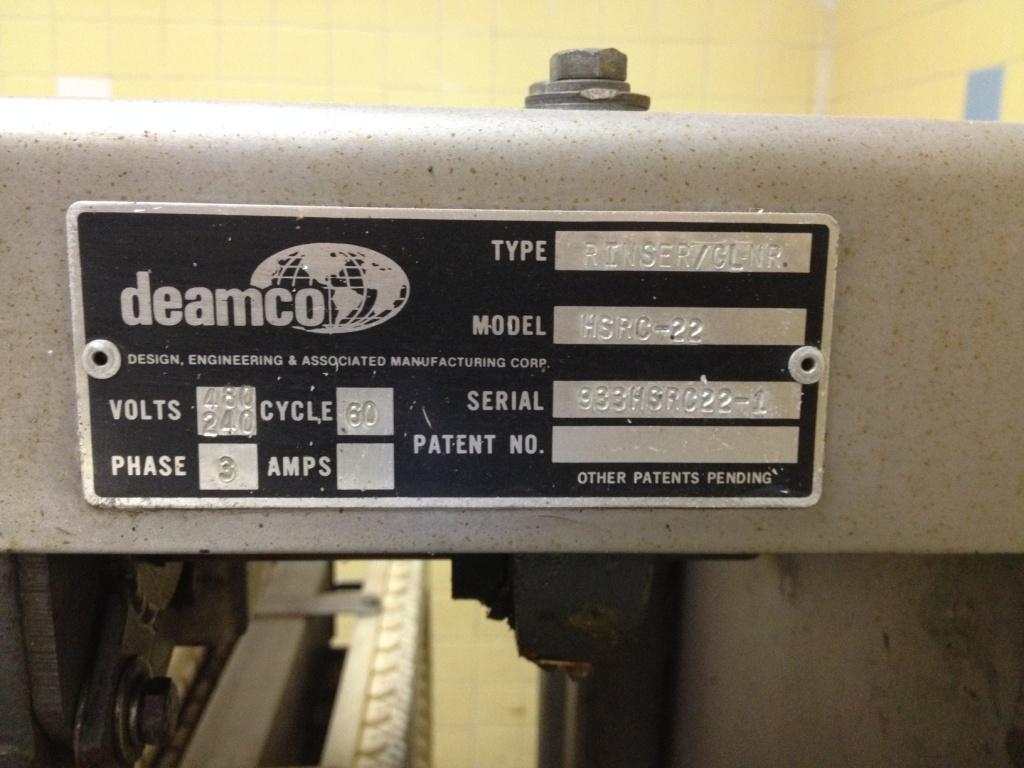 deamco
DESIGN, ENGINEERING & ASSOCIATED MANUFACTURING CORP.
TYPE RINSER/CLNR.
MODEL HSRC-22
SERIAL 933HSRC22-1
PATENT NO.
OTHER PATENTS PENDING
VOLTS 480 240 CYCLE 60
PHASE 3 AMPS